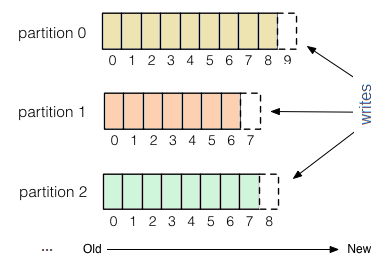 partition 0
0 1 2 3 4 5 6 7 8 9
partition 1
0 1 2 3 4 5 6 7
writes
partition 2
0 1 2 3 4 5 6 7 8
... Old New